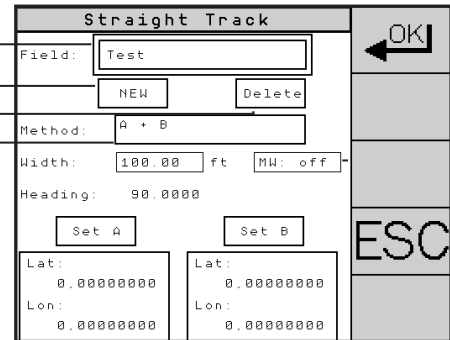 Straight Track
OK
Field: Test
NEW Delete
Method: A + B
Width: 100.00 ft MW: off
Heading: 90.0000
ESC
Set A Set B
Lat: Lat:
0,00000000 0,00000000
Lon: Lon:
0,00000000 0,00000000